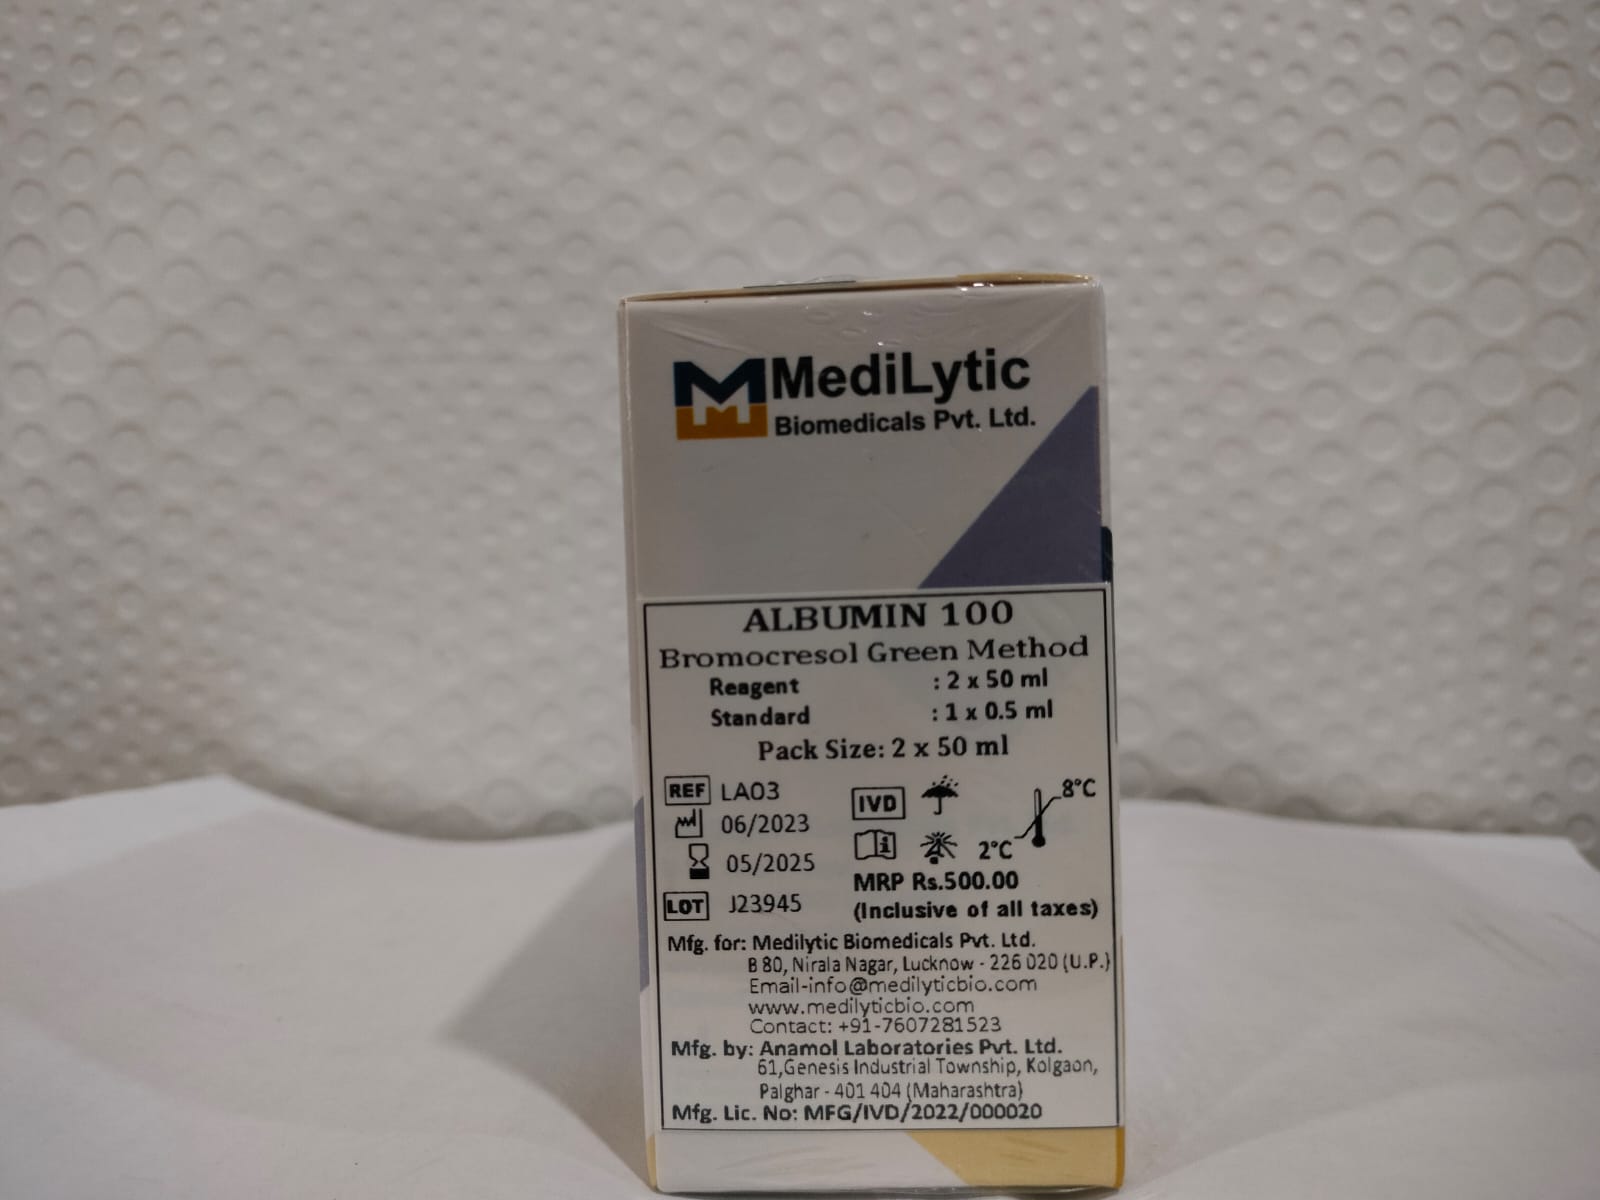 MediLytic
Biomedicals Pvt. Ltd.
ALBUMIN 100
Bromocresol Green Method
Reagent : 2 x 50 ml
Standard : 1 x 0.5 ml
Pack Size: 2 x 50 ml
REF LA03
06/2023
05/2025
LOT J23945
IVD
8°C
2°C
MRP Rs.500.00
(Inclusive of all taxes)
Mfg. for: Medilytic Biomedicals Pvt. Ltd.
B 80, Nirala Nagar, Lucknow - 226 020 (U.P.)
Email-info@medilyticbio.com
www.medilyticbio.com
Contact: +91-7607281523
Mfg. by: Anamol Laboratories Pvt. Ltd.
61,Genesis Industrial Township, Kolgaon,
Palghar - 401 404 (Maharashtra)
Mfg. Lic. No: MFG/IVD/2022/000020